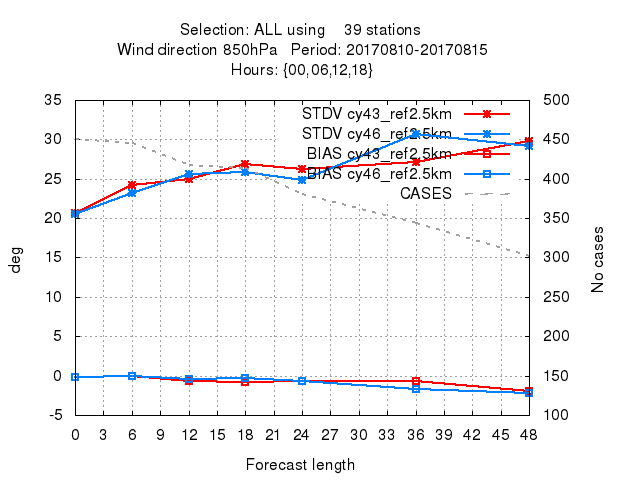 Selection: ALL using    39 stations
Wind direction 850hPa   Period: 20170810-20170815
Hours: {00,06,12,18}
STDV cy43_ref2.5km
STDV cy46_ref2.5km
BIAS cy43_ref2.5km
BIAS cy46_ref2.5km
CASES
deg
35
30
25
20
15
10
5
0
-5
No cases
500
450
400
350
300
250
200
150
100
0 3 6 9 12 15 18 21 24 27 30 33 36 39 42 45 48
Forecast length